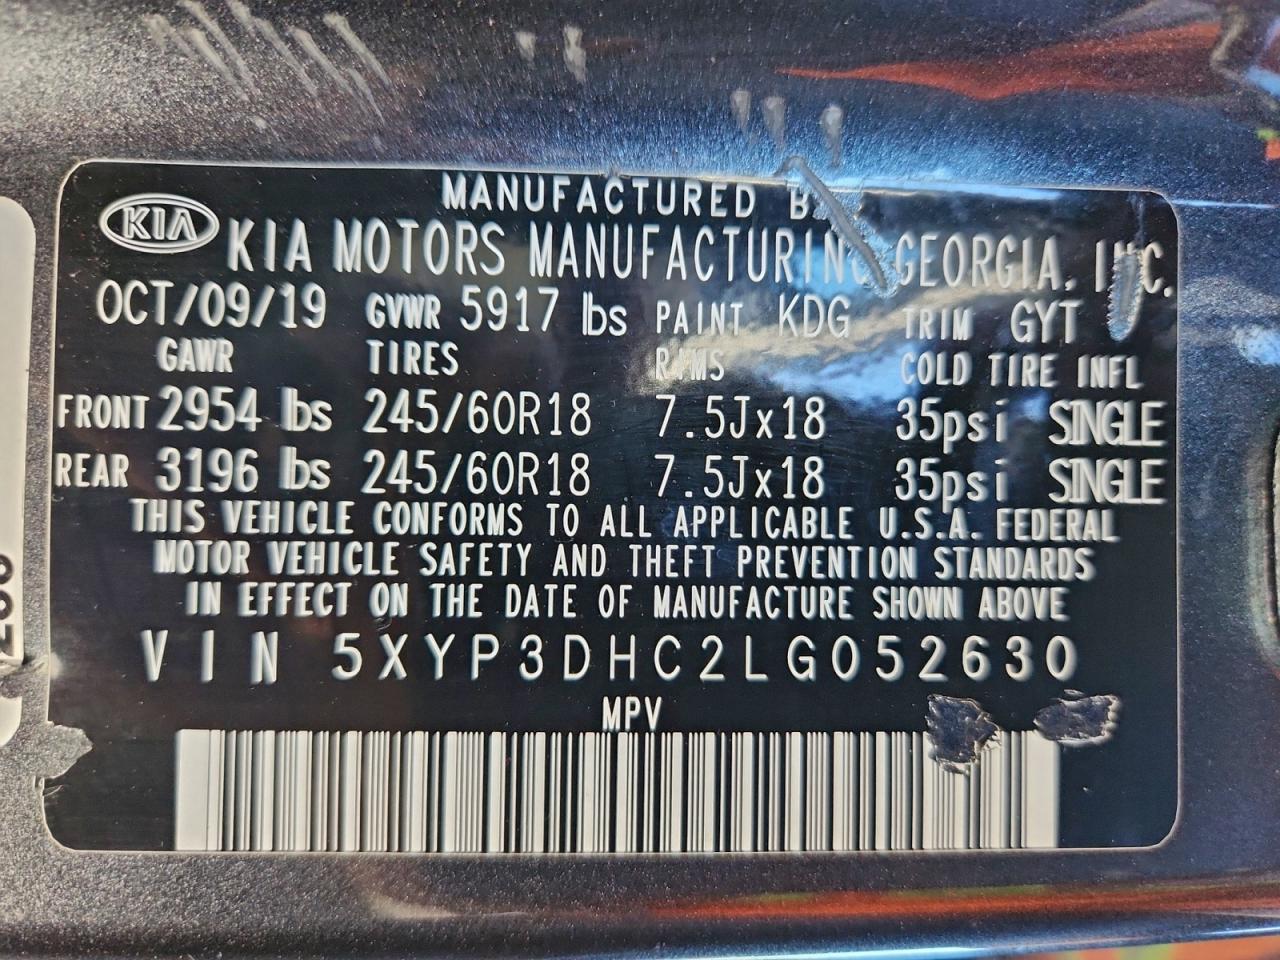 MANUFACTURED BY
KIA
KIA MOTORS MANUFACTURING GEORGIA, INC.
OCT/09/19 GVWR 5917 lbs PAINT KDG TRIM GYT
GAWR TIRES RIMS COLD TIRE INFL
FRONT 2954 lbs 245/60R18 7.5Jx18 35psi SINGLE
REAR 3196 lbs 245/60R18 7.5Jx18 35psi SINGLE
THIS VEHICLE CONFORMS TO ALL APPLICABLE U.S.A. FEDERAL
MOTOR VEHICLE SAFETY AND THEFT PREVENTION STANDARDS
IN EFFECT ON THE DATE OF MANUFACTURE SHOWN ABOVE
VIN 5XYP3DHC2LG052630
MPV